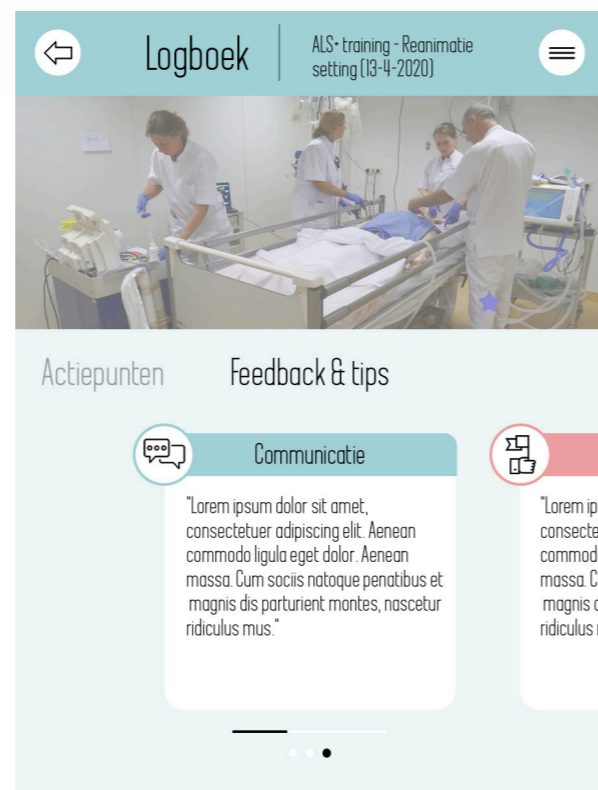 Logboek
ALS+ training - Reanimatie
setting (13-4-2020)
Actiepunten
Feedback & tips
Communicatie
"Lorem ipsum dolor sit amet,
consectetuer adipiscing elit. Aenean
commodo ligula eget dolor. Aenean
massa. Cum sociis natoque penatibus et
magnis dis parturient montes, nascetur
ridiculus mus."
"Lorem ip
consecte
commod
massa. C
magnis d
ridiculus